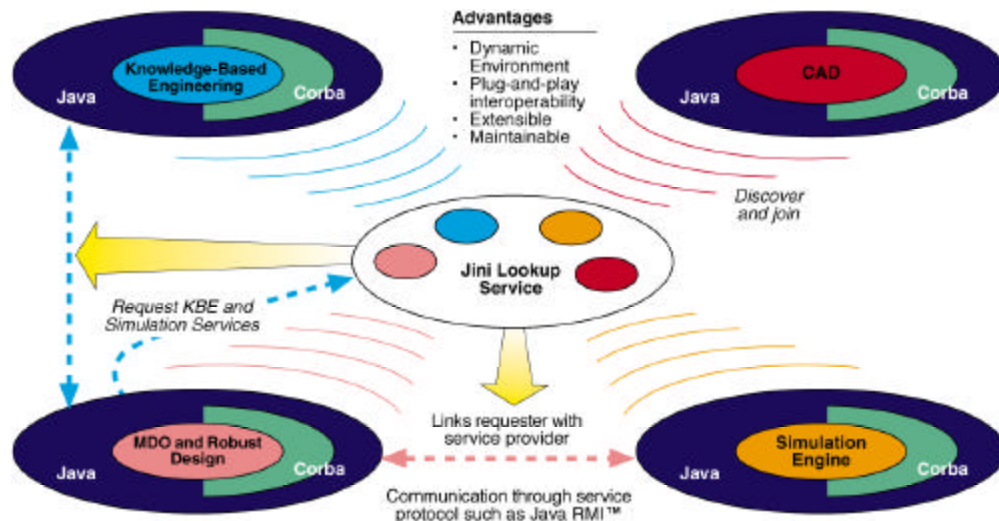 Advantages
• Dynamic
Environment
• Plug-and-play
interoperability
• Extensible
• Maintainable
Knowledge-Based
Engineering
Java
Corba
CAD
Java
Corba
Discover
and join
Jini Lookup
Service
Request KBE and
Simulation Services
Links requester with
service provider
MDO and Robust
Design
Java
Corba
Simulation
Engine
Java
Corba
Communication through service
protocol such as Java RMI™